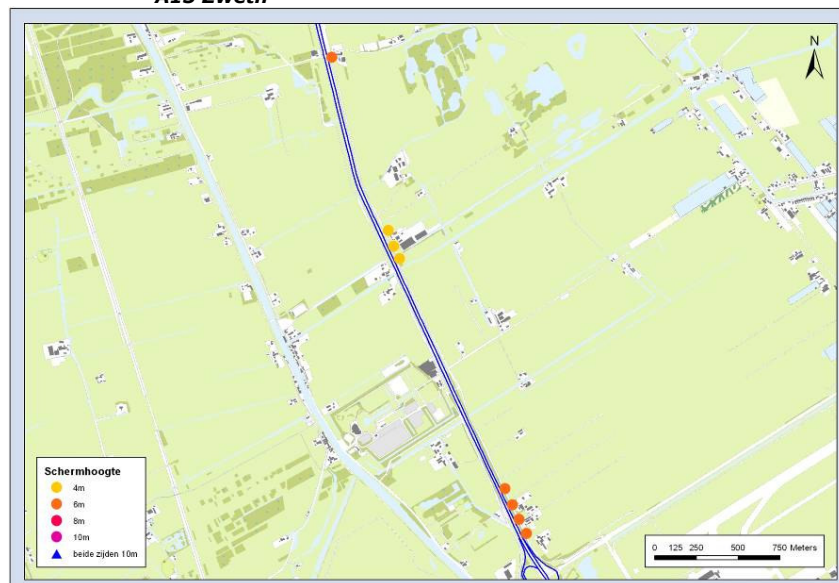 A13 Zweth
N
Schermhoogte
4m
6m
8m
10m
beide zijden 10m
0 125 250 500 750 Meters